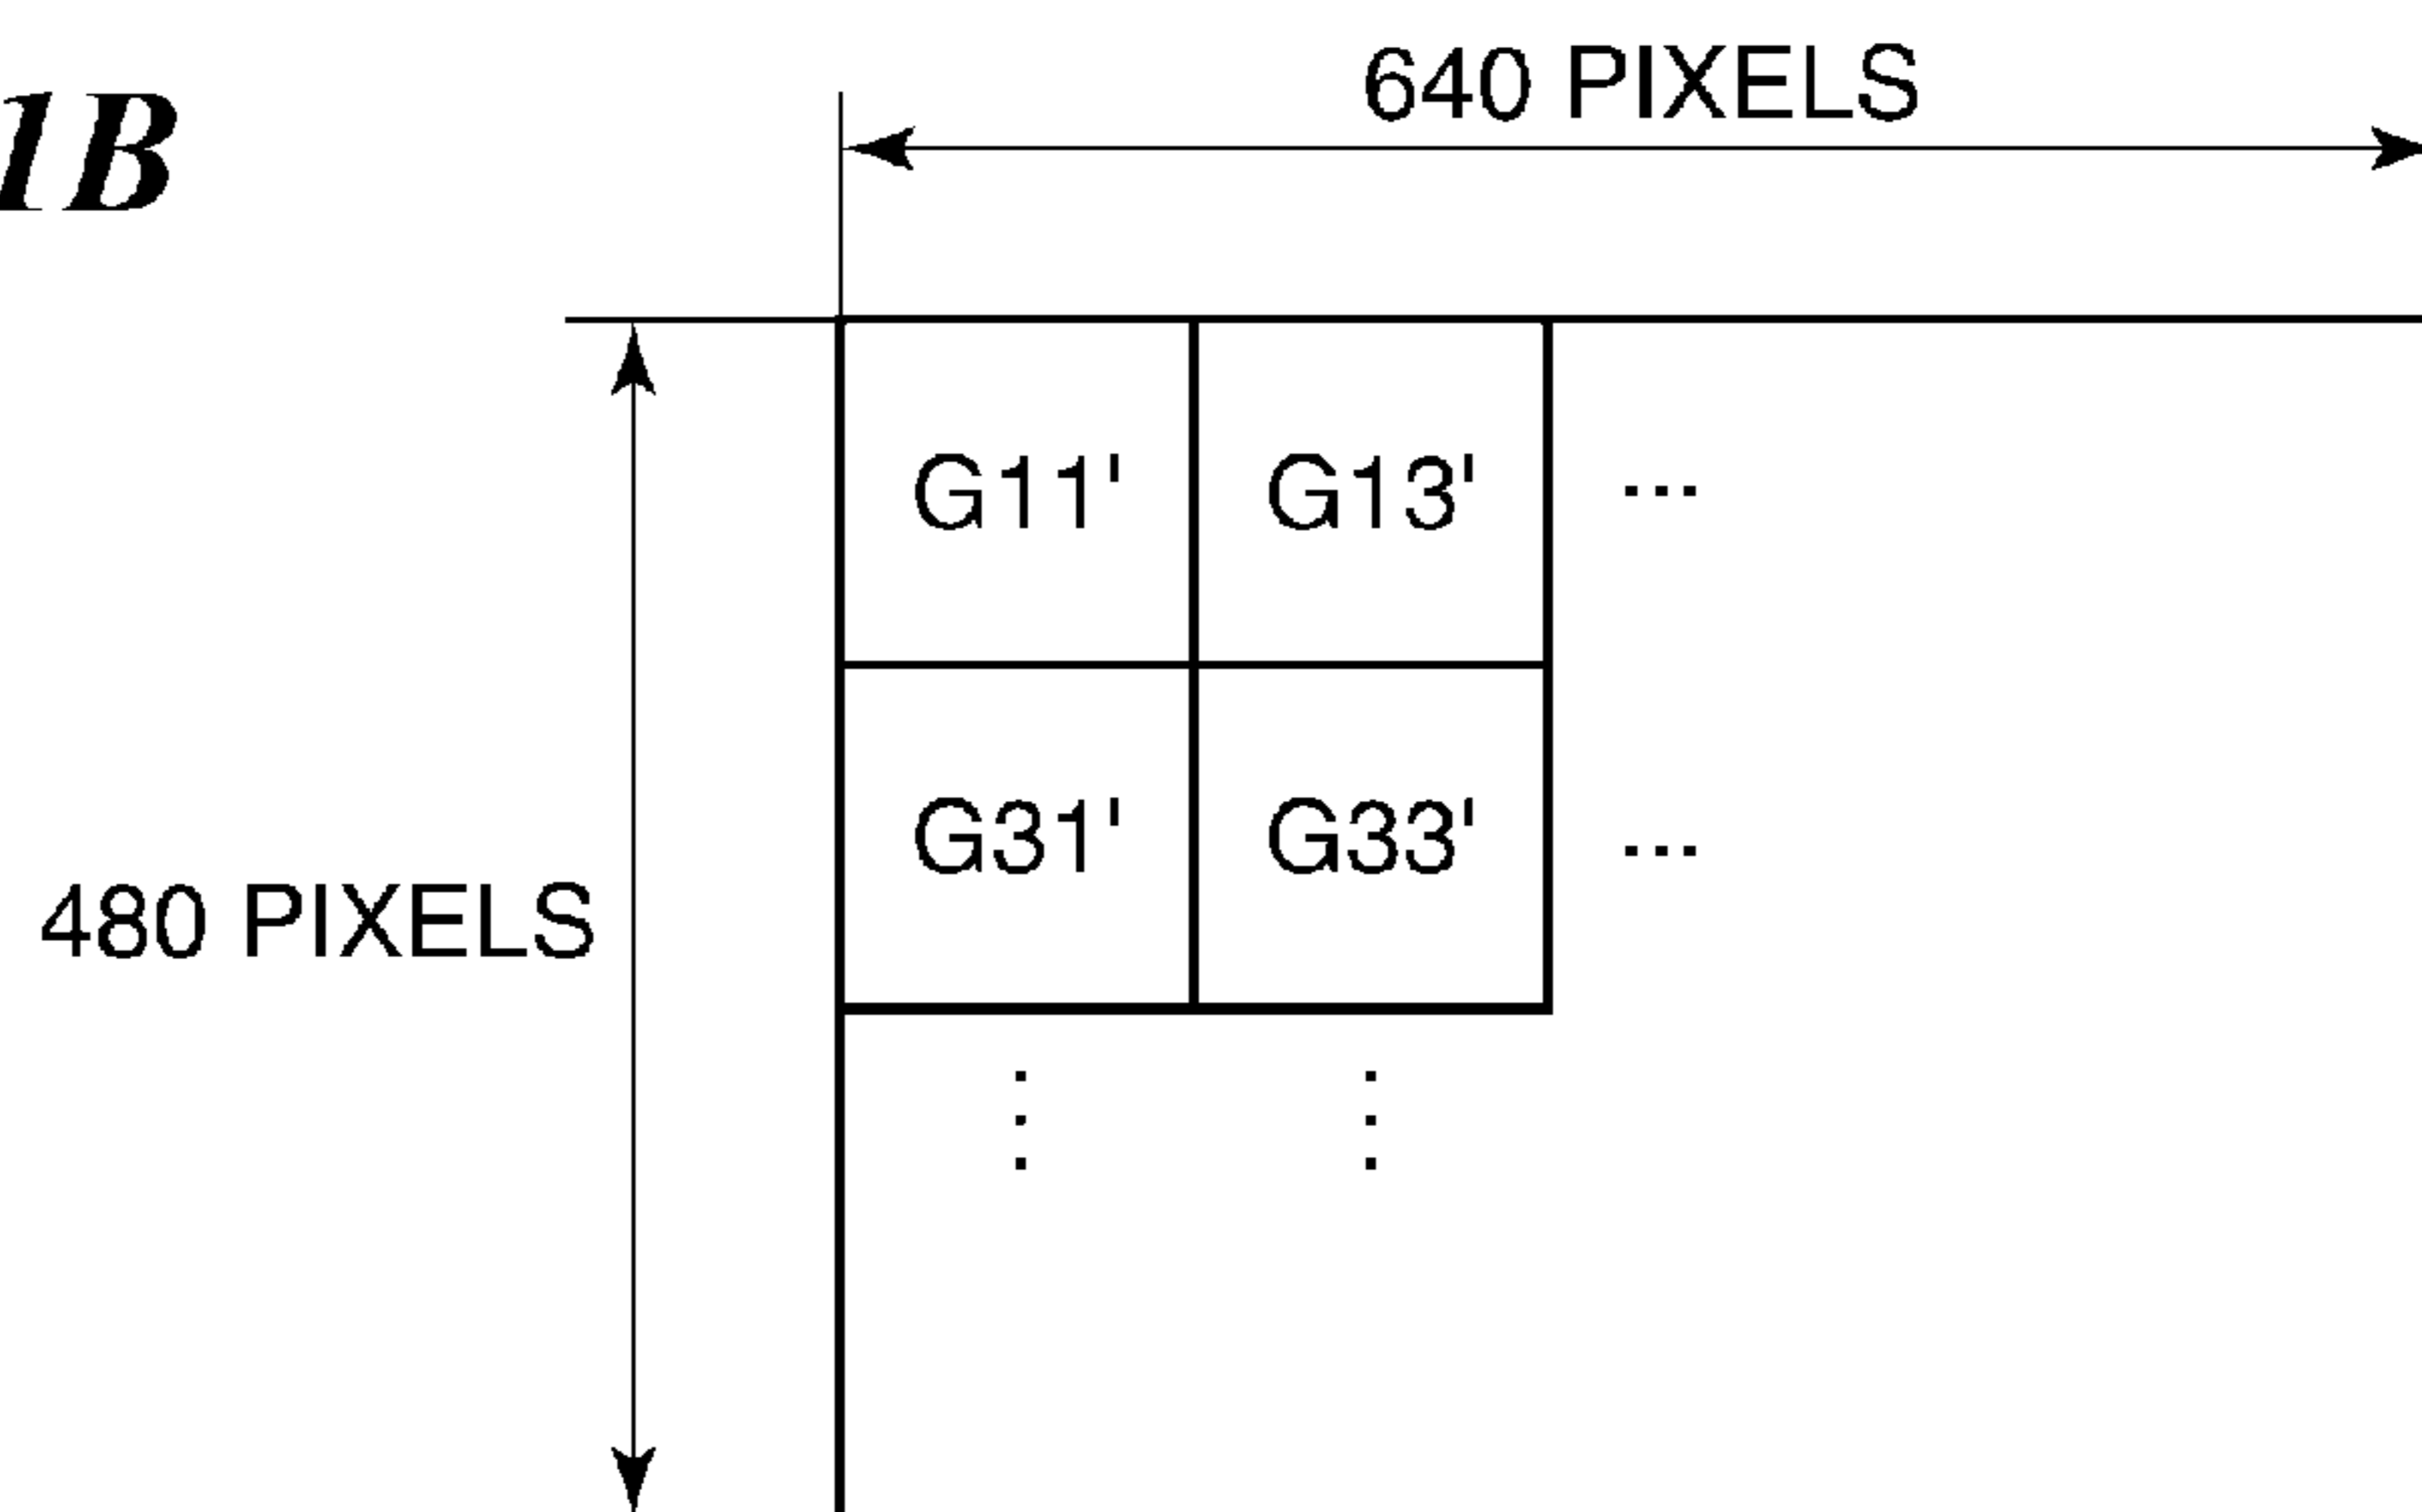 1B
640 PIXELS
G11' G13' ...
G31' G33' ...
480 PIXELS